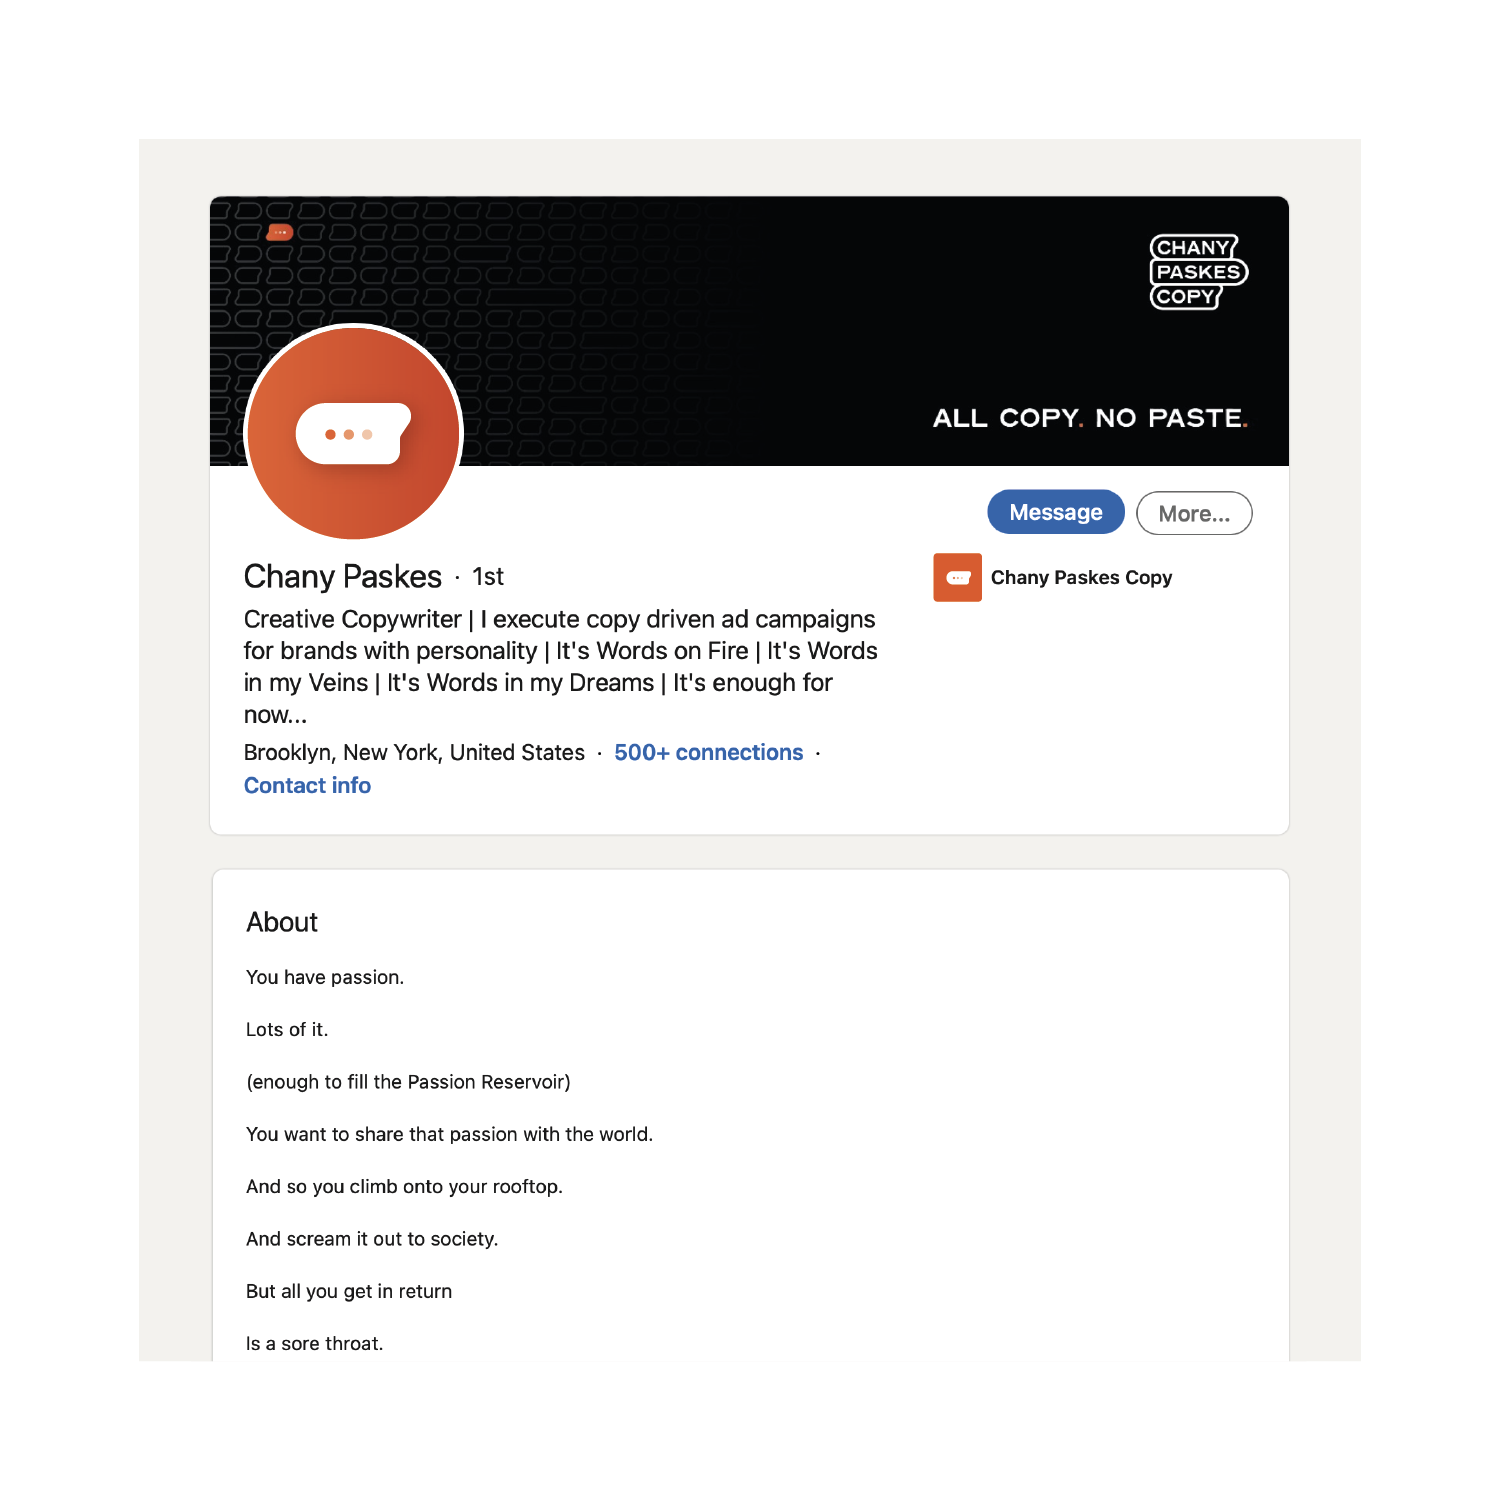 CHANY
PASKES
COPY
ALL COPY. NO PASTE.
Message
More...
Chany Paskes · 1st
Chany Paskes Copy
Creative Copywriter | I execute copy driven ad campaigns
for brands with personality | It's Words on Fire | It's Words
in my Veins | It's Words in my Dreams | It's enough for
now...
Brooklyn, New York, United States · 500+ connections ·
Contact info
About
You have passion.
Lots of it.
(enough to fill the Passion Reservoir)
You want to share that passion with the world.
And so you climb onto your rooftop.
And scream it out to society.
But all you get in return
Is a sore throat.